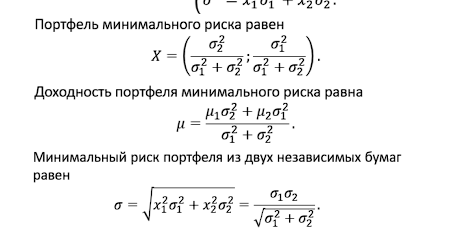 Портфель минимального риска равен
X = (σ₂² / (σ₁² + σ₂²); σ₁² / (σ₁² + σ₂²)).
Доходность портфеля минимального риска равна
μ = (μ₁σ₂² + μ₂σ₁²) / (σ₁² + σ₂²).
Минимальный риск портфеля из двух независимых бумаг
равен
σ = √(x₁²σ₁² + x₂²σ₂²) = σ₁σ₂ / √(σ₁² + σ₂²).